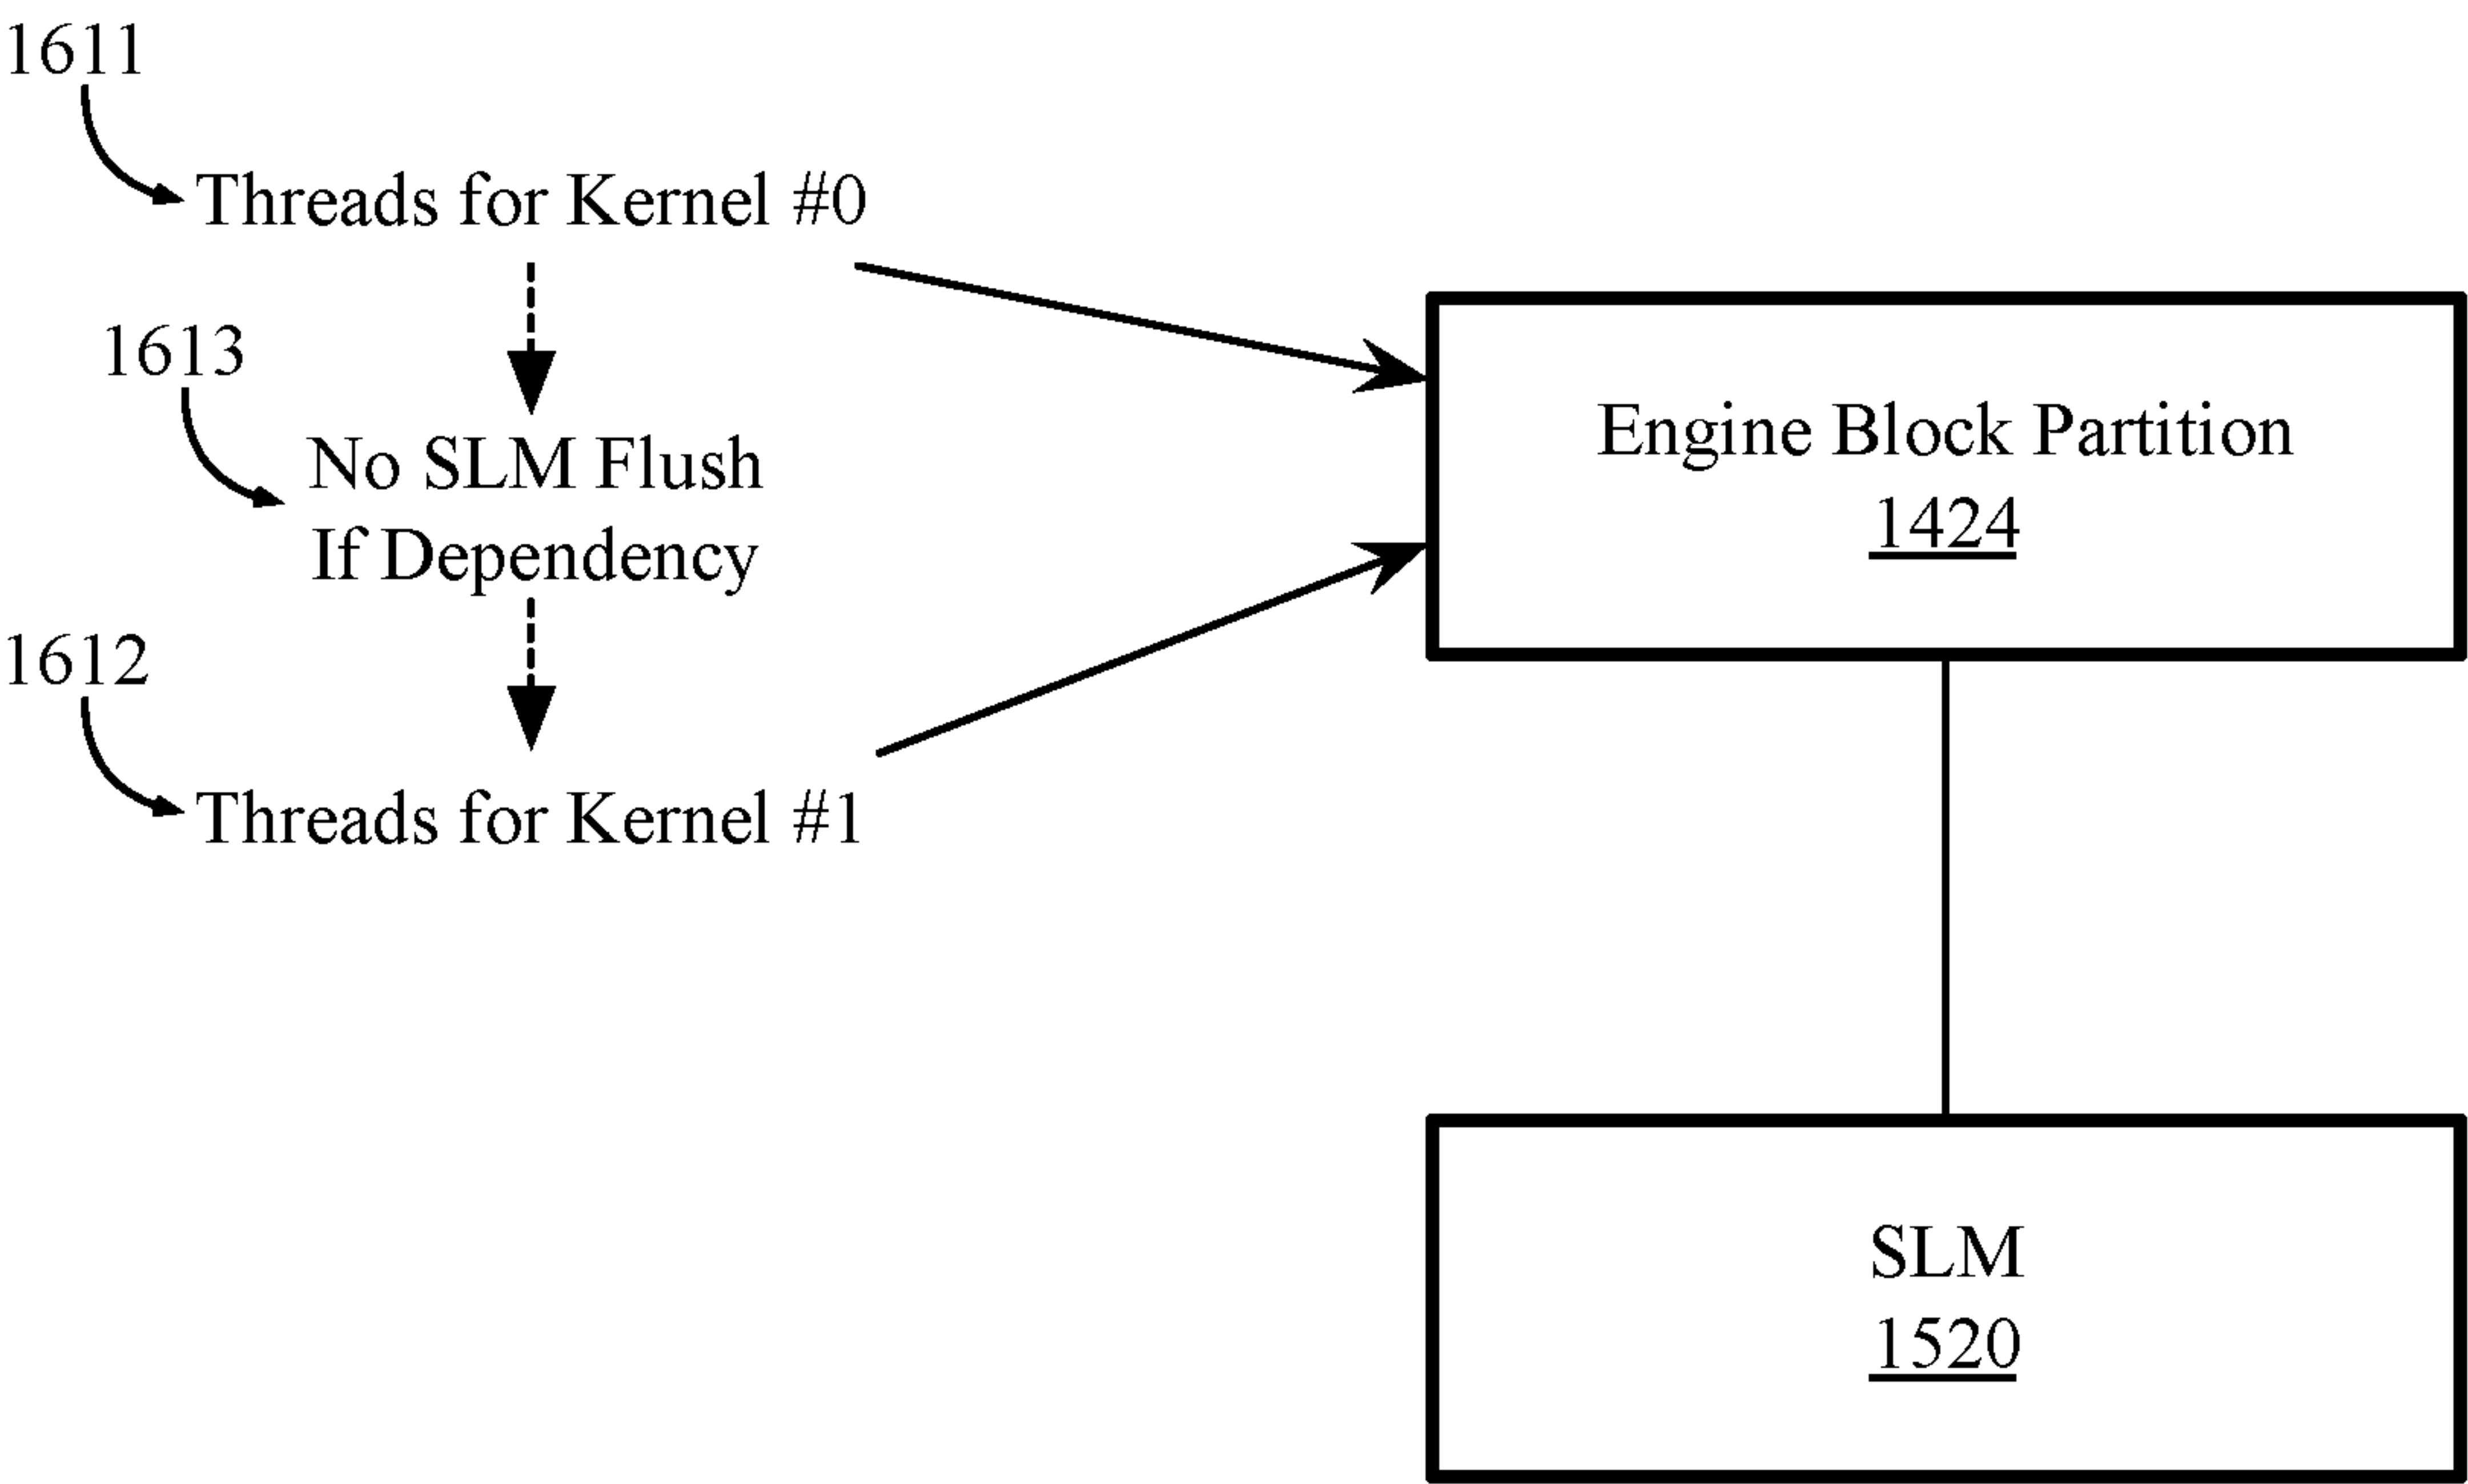 1611
Threads for Kernel #0
1613
No SLM Flush
If Dependency
1612
Threads for Kernel #1
Engine Block Partition
1424
SLM
1520